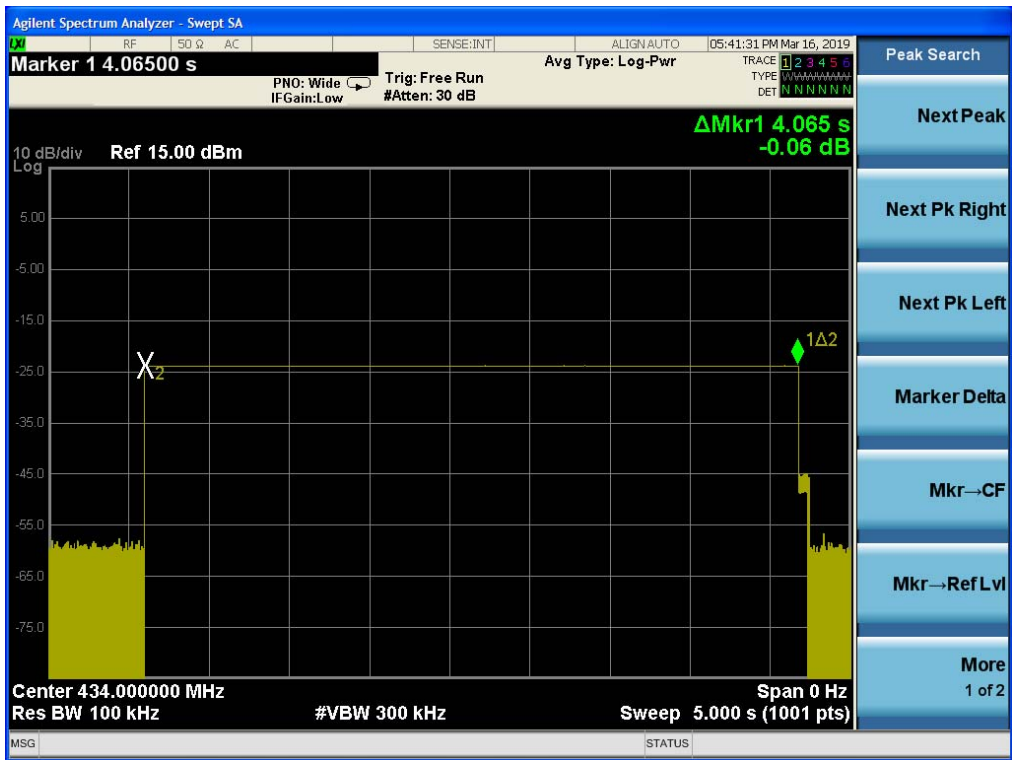 Agilent Spectrum Analyzer - Swept SA
LXI RF 50 Ω AC SENSE:INT ALIGN AUTO 05:41:31 PM Mar 16, 2019
Marker 1 4.06500 s
PNO: Wide Trig: Free Run Avg Type: Log-Pwr TRACE 1 2 3 4 5 6
TYPE WWWWWW
IFGain:Low #Atten: 30 dB DET N N N N N N
ΔMkr1 4.065 s
-0.06 dB
10 dB/div Ref 15.00 dBm
Log
5.00
-5.00
-15.0
1Δ2
X2
-25.0
-35.0
-45.0
-55.0
-65.0
-75.0
Center 434.000000 MHz Span 0 Hz
Res BW 100 kHz #VBW 300 kHz Sweep 5.000 s (1001 pts)
MSG STATUS
Peak Search
Next Peak
Next Pk Right
Next Pk Left
Marker Delta
Mkr→CF
Mkr→Ref Lvl
More
1 of 2